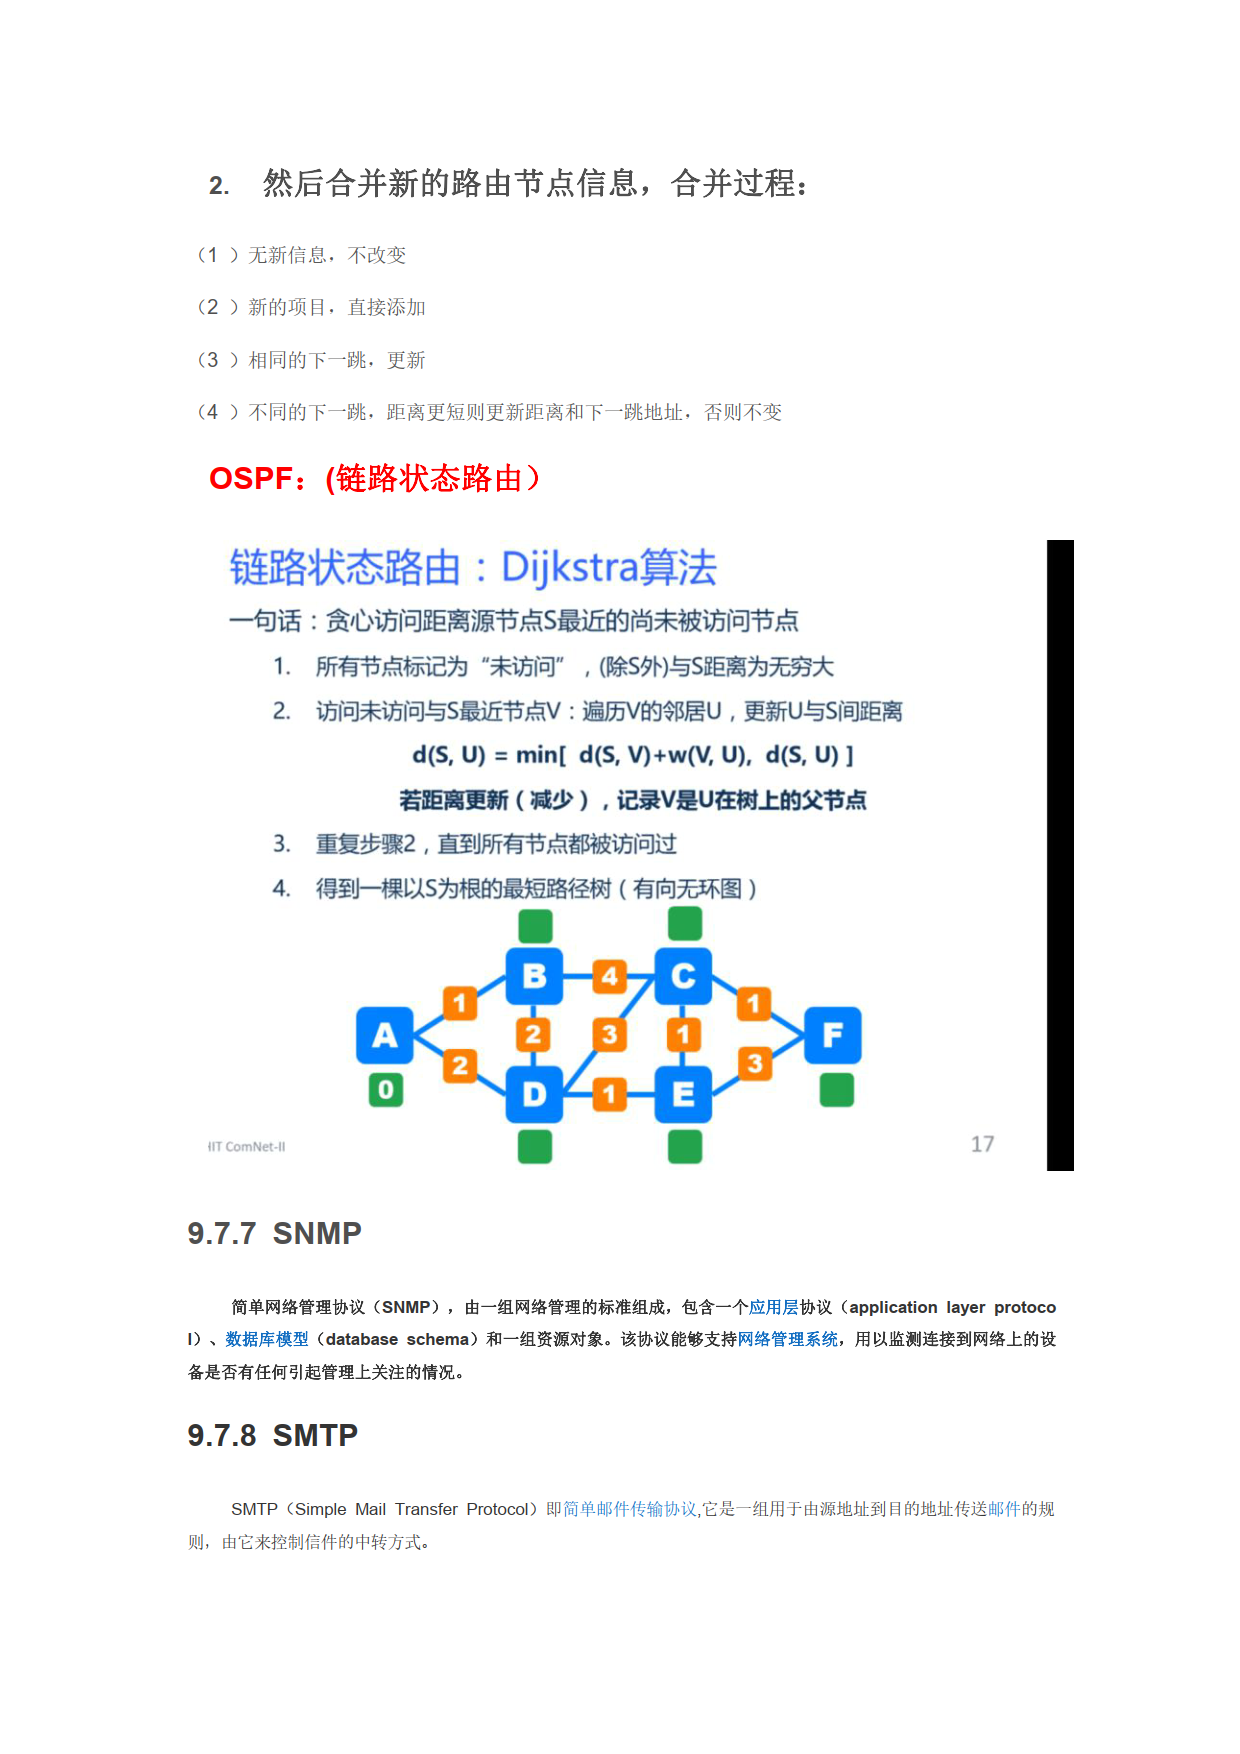 2. 然后合并新的路由节点信息，合并过程：
（1 ）无新信息，不改变
（2 ）新的项目，直接添加
（3 ）相同的下一跳，更新
（4 ）不同的下一跳，距离更短则更新距离和下一跳地址，否则不变
OSPF：(链路状态路由）
链路状态路由：Dijkstra算法
一句话：贪心访问距离源节点S最近的尚未被访问节点
1. 所有节点标记为“未访问”，(除S外)与S距离为无穷大
2. 访问未访问与S最近节点V：遍历V的邻居U，更新U与S间距离
d(S, U) = min[ d(S, V)+w(V, U), d(S, U) ]
若距离更新（减少），记录V是U在树上的父节点
3. 重复步骤2，直到所有节点都被访问过
4. 得到一棵以S为根的最短路径树（有向无环图）
B 4 C
1 1
A 2 3 1 F
2 3
0 D 1 E
HIT ComNet-II 17
9.7.7 SNMP
简单网络管理协议（SNMP），由一组网络管理的标准组成，包含一个应用层协议（application layer protoco
l）、数据库模型（database schema）和一组资源对象。该协议能够支持网络管理系统，用以监测连接到网络上的设
备是否有任何引起管理上关注的情况。
9.7.8 SMTP
SMTP（Simple Mail Transfer Protocol）即简单邮件传输协议,它是一组用于由源地址到目的地址传送邮件的规
则，由它来控制信件的中转方式。